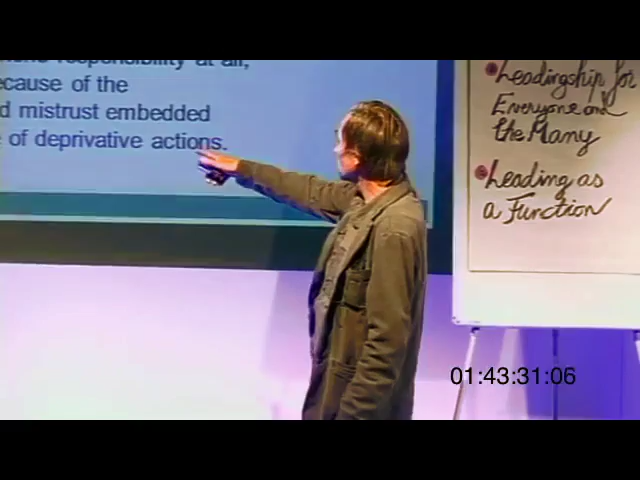 responsibility at all,
ecause of the
d mistrust embedded
of deprivative actions.
Leadingship for
Everyone and
the Many
Leading as
a Function
01:43:31:06